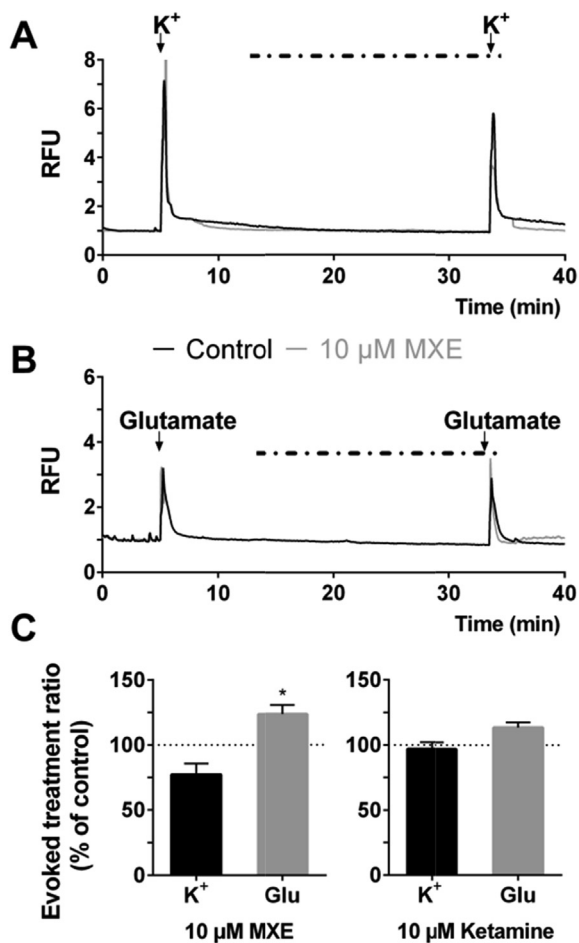 A
K+
K+
8
6
4
2
0
RFU
0 10 20 30 40
Time (min)
Control 10 µM MXE
B
6
4
2
0
RFU
Glutamate
Glutamate
0 10 20 30 40
Time (min)
C
Evoked treatment ratio
(% of control)
150
100
50
0
*
K+ Glu
10 µM MXE
150
100
50
0
K+ Glu
10 µM Ketamine